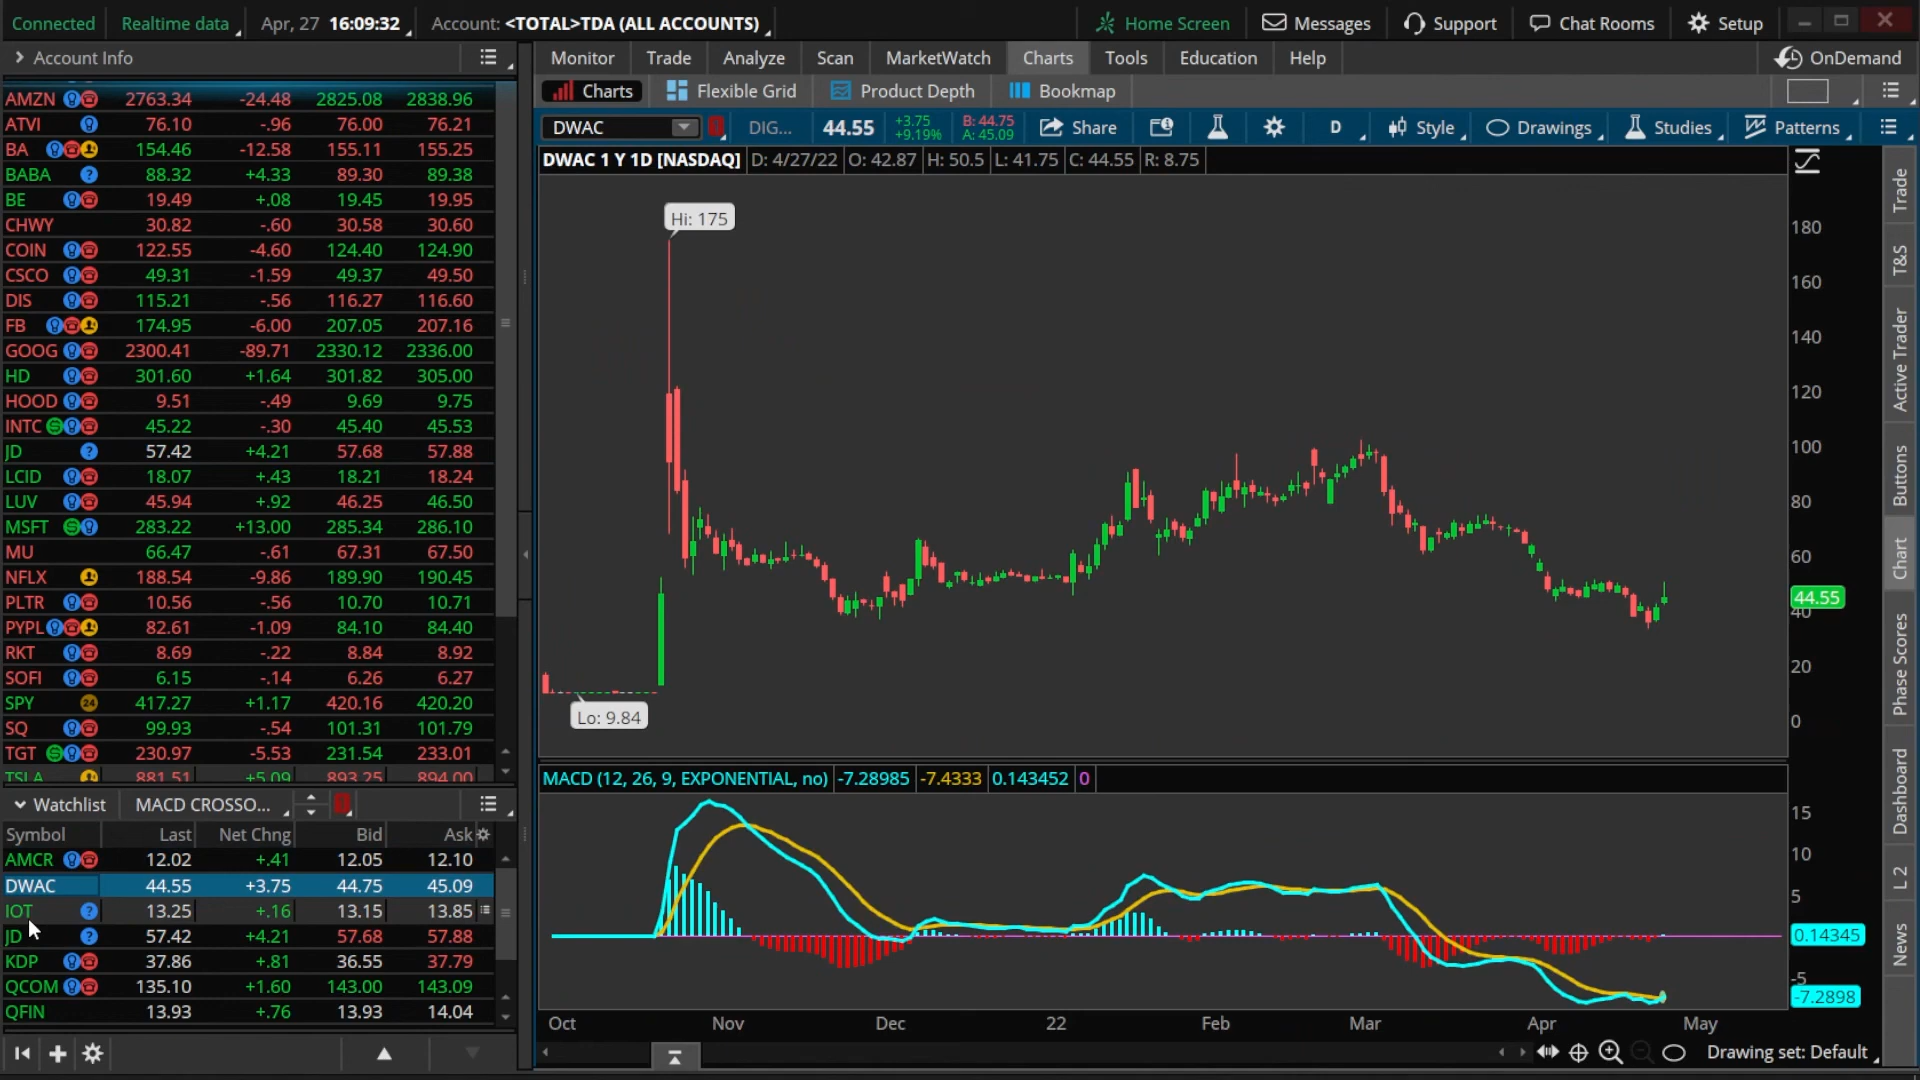 Connected Realtime data Apr, 27 16:09:32 Account: <TOTAL>TDA (ALL ACCOUNTS) Home Screen Messages Support Chat Rooms Setup
Account Info Monitor Trade Analyze Scan MarketWatch Charts Tools Education Help OnDemand
Charts Flexible Grid Product Depth Bookmap
DWAC DIG... 44.55 +3.75 +9.19% B: 44.75 A: 45.09 Share D Style Drawings Studies Patterns
DWAC 1 Y 1D [NASDAQ] D: 4/27/22 O: 42.87 H: 50.5 L: 41.75 C: 44.55 R: 8.75
AMZN 2763.34 -24.48 2825.08 2838.96
ATVI 76.10 -.96 76.00 76.21
BA 154.46 -12.58 155.11 155.25
BABA 88.32 +4.33 89.30 89.38
BE 19.49 +.08 19.45 19.95
CHWY 30.82 -.60 30.58 30.60
COIN 122.55 -4.60 124.40 124.90
CSCO 49.31 -1.59 49.37 49.50
DIS 115.21 -.56 116.27 116.60
FB 174.95 -6.00 207.05 207.16
GOOG 2300.41 -89.71 2330.12 2336.00
HD 301.60 +1.64 301.82 305.00
HOOD 9.51 -.49 9.69 9.75
INTC 45.22 -.30 45.40 45.53
JD 57.42 +4.21 57.68 57.88
LCID 18.07 +.43 18.21 18.24
LUV 45.94 +.92 46.25 46.50
MSFT 283.22 +13.00 285.34 286.10
MU 66.47 -.61 67.31 67.50
NFLX 188.54 -9.86 189.90 190.45
PLTR 10.56 -.56 10.70 10.71
PYPL 82.61 -1.09 84.10 84.40
RKT 8.69 -.22 8.84 8.92
SOFI 6.15 -.14 6.26 6.27
SPY 24 417.27 +1.17 420.16 420.20
SQ 99.93 -.54 101.31 101.79
TGT 230.97 -5.53 231.54 233.01
TSLA 881.51 +5.09 893.25 894.00
Watchlist MACD CROSSO...
Symbol Last Net Chng Bid Ask
AMCR 12.02 +.41 12.05 12.10
DWAC 44.55 +3.75 44.75 45.09
IOT 13.25 +.16 13.15 13.85
JD 57.42 +4.21 57.68 57.88
KDP 37.86 +.81 36.55 37.79
QCOM 135.10 +1.60 143.00 143.09
QFIN 13.93 +.76 13.93 14.04
Hi: 175
Lo: 9.84
180
160
140
120
100
80
60
44.55
40
20
0
MACD (12, 26, 9, EXPONENTIAL, no) -7.28985 -7.4333 0.143452 0
15
10
5
0.14345
-5
-7.2898
Oct Nov Dec 22 Feb Mar Apr May
Drawing set: Default
Trade
T&S
Active Trader
Buttons
Chart
Phase Scores
Dashboard
L 2
News